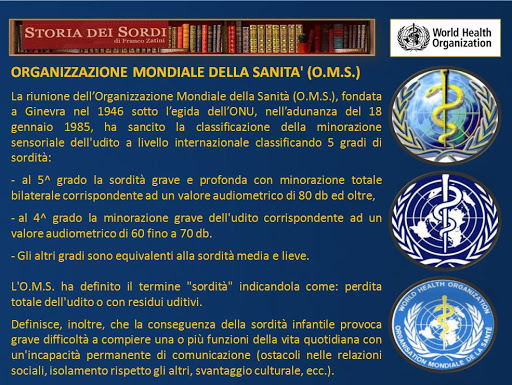 STORIA DEI SORDI
di Franco Zatini
World Health
Organization
ORGANIZZAZIONE MONDIALE DELLA SANITA' (O.M.S.)
La riunione dell'Organizzazione Mondiale della Sanità (O.M.S.), fondata
a Ginevra nel 1946 sotto l'egida dell'ONU, nell'adunanza del 18
gennaio 1985, ha sancito la classificazione della minorazione
sensoriale dell'udito a livello internazionale classificando 5 gradi di
sordità:
- al 5^ grado la sordità grave e profonda con minorazione totale
bilaterale corrispondente ad un valore audiometrico di 80 db ed oltre,
- al 4^ grado la minorazione grave dell'udito corrispondente ad un
valore audiometrico di 60 fino a 70 db.
- Gli altri gradi sono equivalenti alla sordità media e lieve.
L'O.M.S. ha definito il termine "sordità" indicandola come: perdita
totale dell'udito o con residui uditivi.
Definisce, inoltre, che la conseguenza della sordità infantile provoca
grave difficoltà a compiere una o più funzioni della vita quotidiana con
un'incapacità permanente di comunicazione (ostacoli nelle relazioni
sociali, isolamento rispetto gli altri, svantaggio culturale, ecc.).
WORLD HEALTH ORGANIZATION
ORGANISATION MONDIALE DE LA SANTÉ